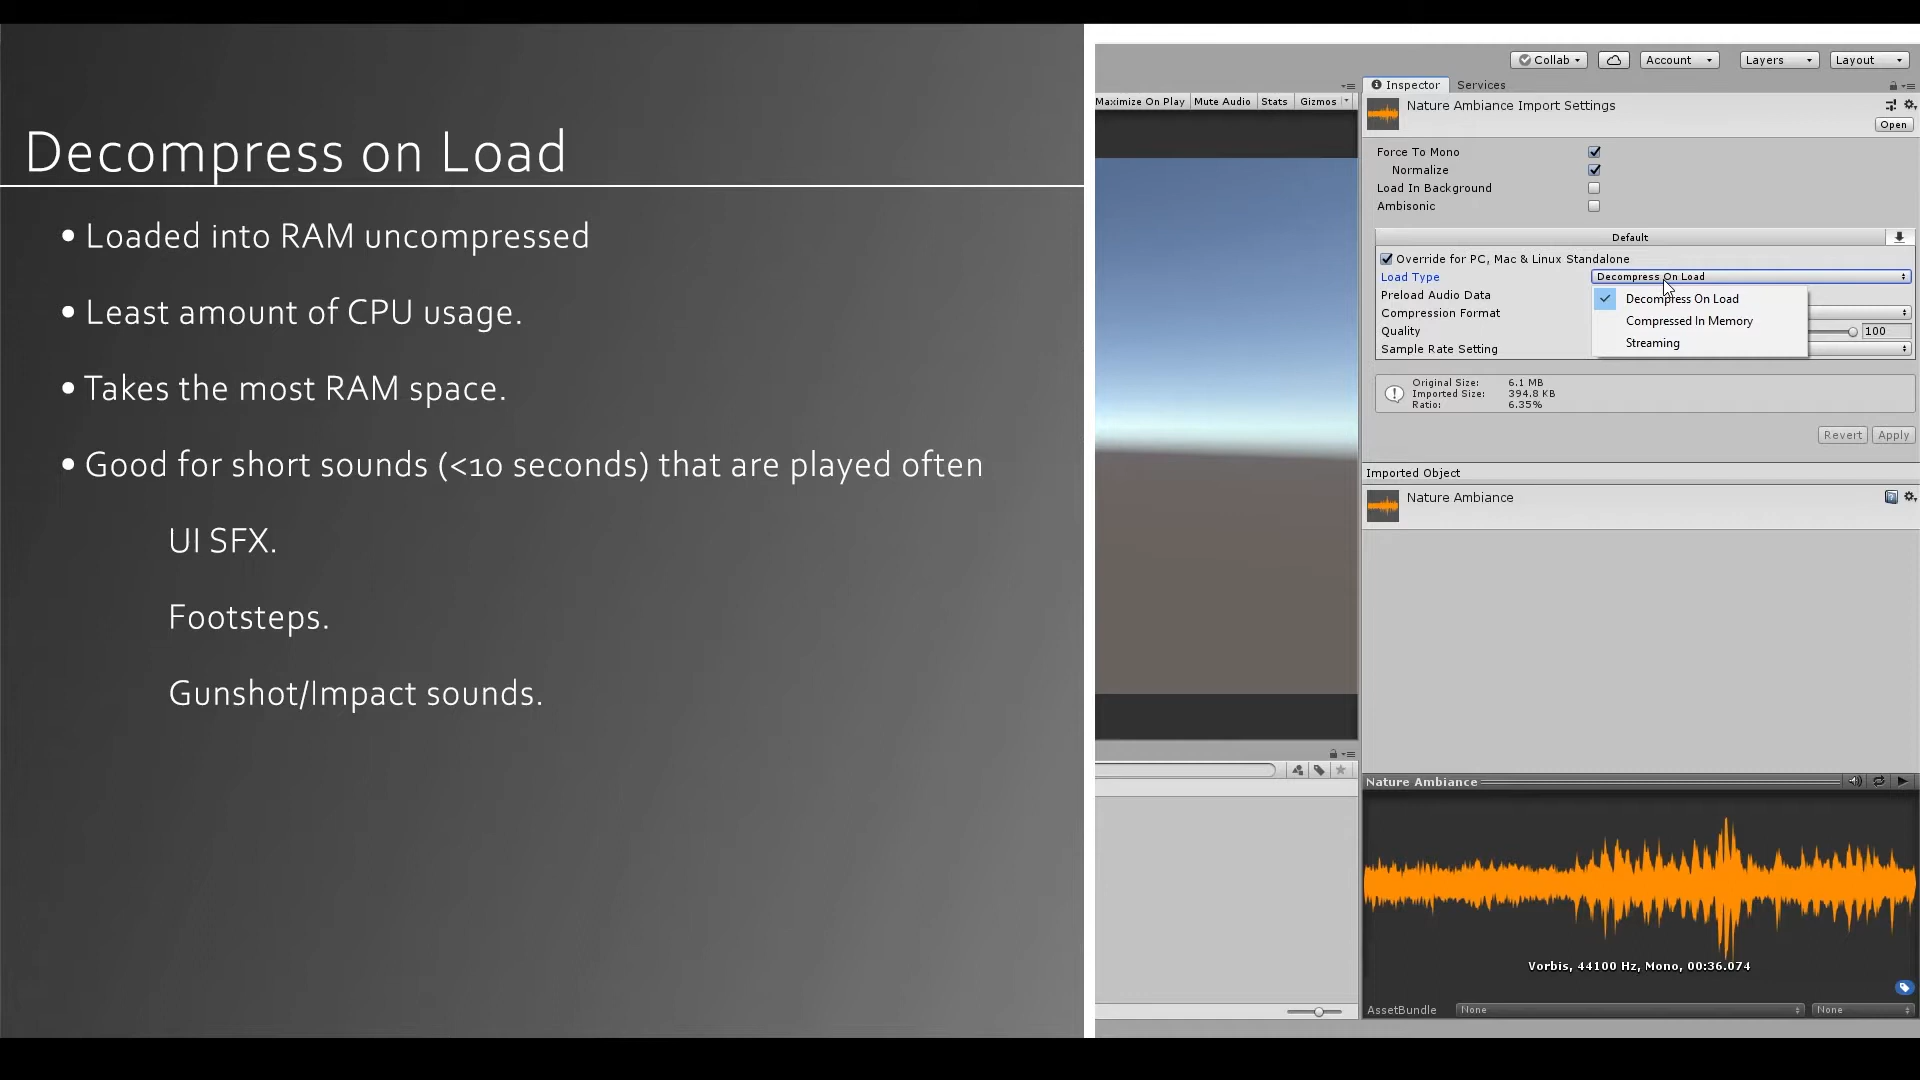 Decompress on Load
• Loaded into RAM uncompressed
• Least amount of CPU usage.
• Takes the most RAM space.
• Good for short sounds (<10 seconds) that are played often
UI SFX.
Footsteps.
Gunshot/Impact sounds.
Collab
Account
Layers
Layout
Maximize On Play
Mute Audio
Stats
Gizmos
Inspector
Services
Nature Ambiance Import Settings
Open
Force To Mono
Normalize
Load In Background
Ambisonic
Default
Override for PC, Mac & Linux Standalone
Load Type
Decompress On Load
Preload Audio Data
Decompress On Load
Compression Format
Compressed In Memory
Quality
100
Streaming
Sample Rate Setting
Original Size: 6.1 MB
Imported Size: 394.8 KB
Ratio: 6.35%
Revert
Apply
Imported Object
Nature Ambiance
Nature Ambiance
Vorbis, 44100 Hz, Mono, 00:36.074
AssetBundle
None
None